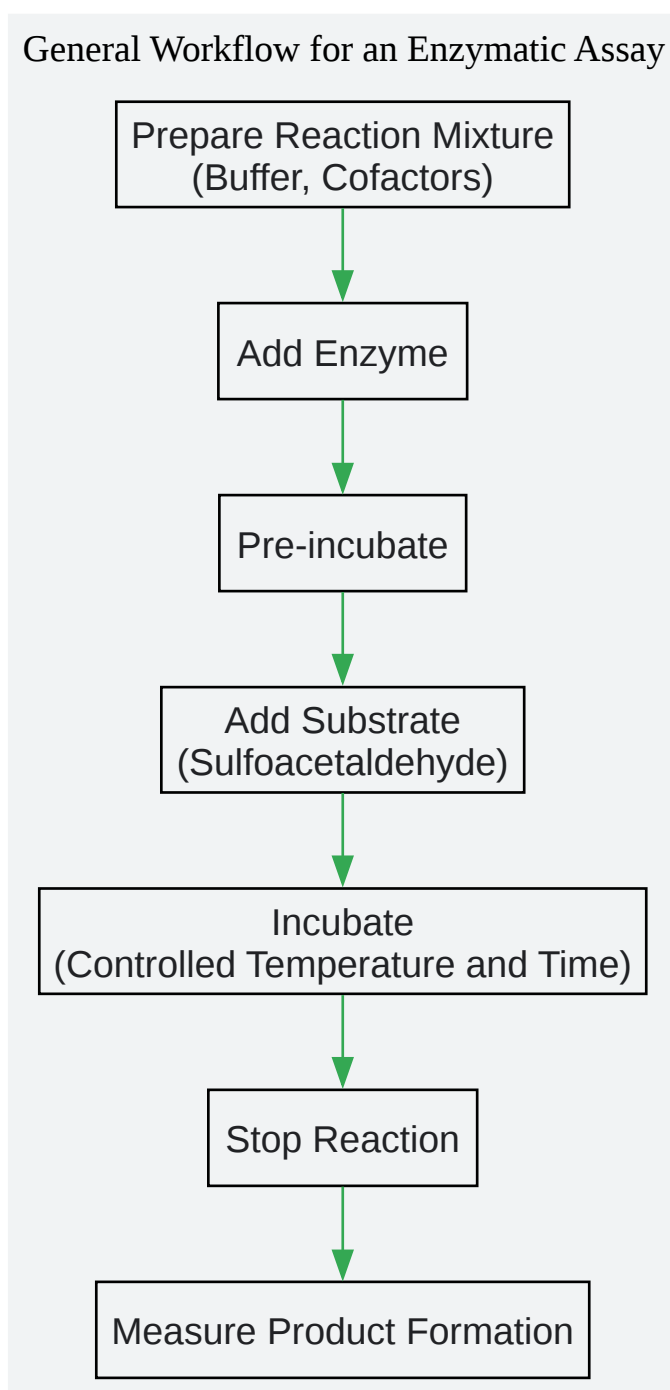 General Workflow for an Enzymatic Assay
Prepare Reaction Mixture
(Buffer, Cofactors)
Add Enzyme
Pre-incubate
Add Substrate
(Sulfoacetaldehyde)
Incubate
(Controlled Temperature and Time)
Stop Reaction
Measure Product Formation